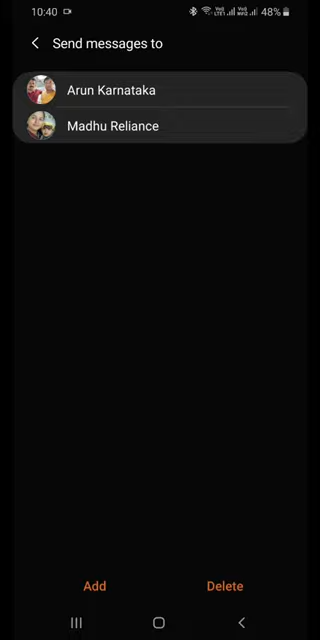 10:40 48%
Send messages to
Arun Karnataka
Madhu Reliance
Add Delete